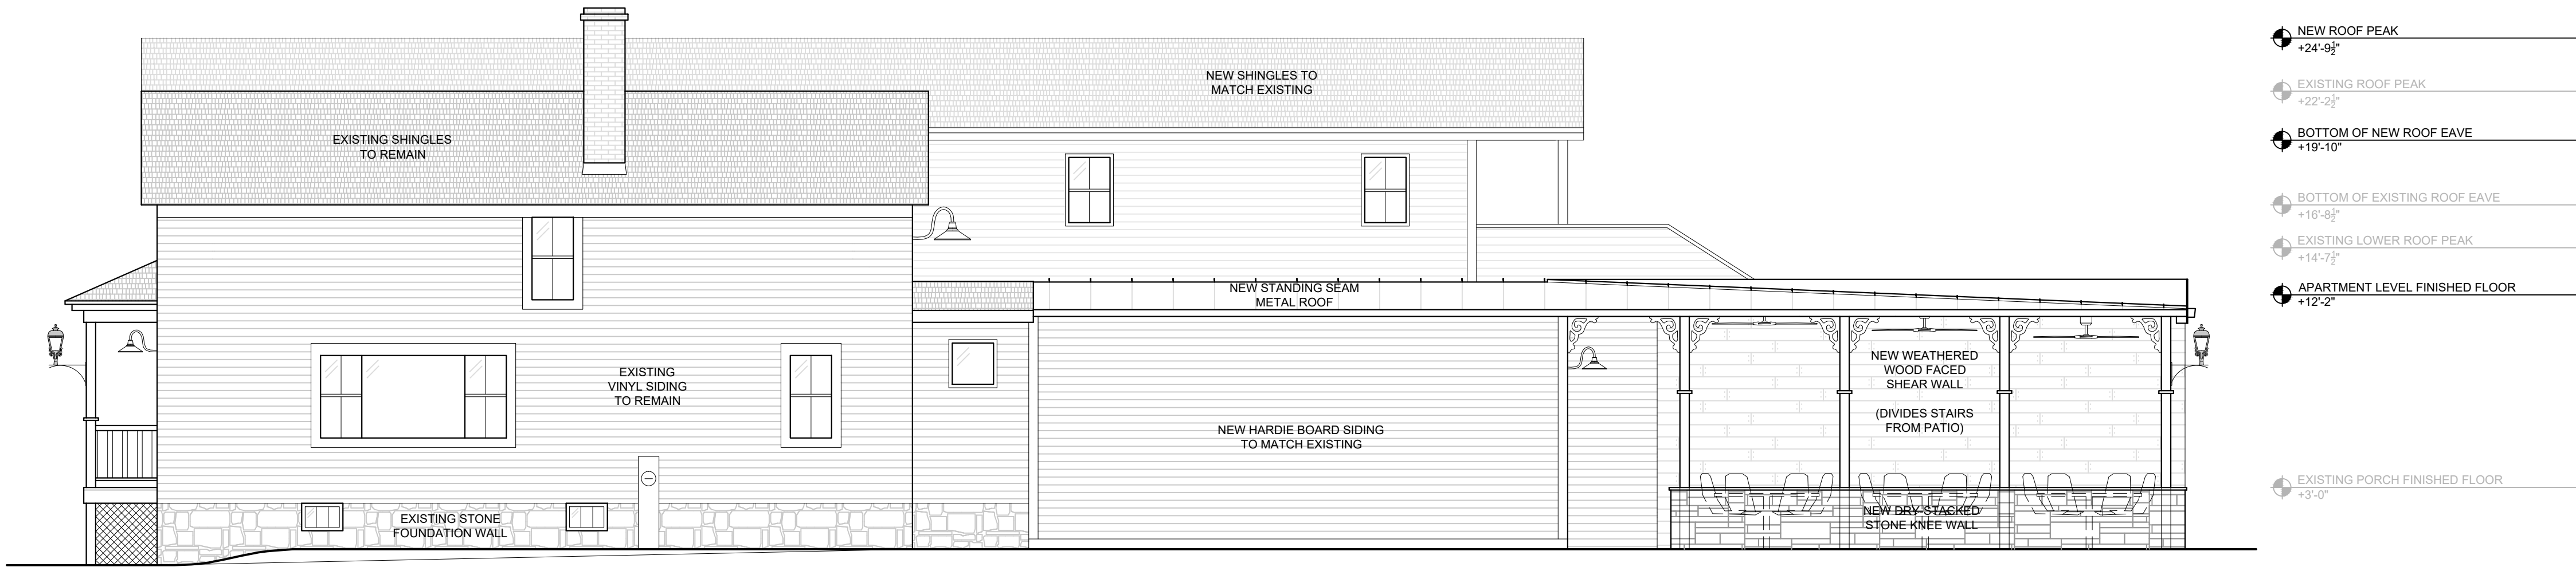 NEW SHINGLES TO
MATCH EXISTING
EXISTING SHINGLES
TO REMAIN
NEW STANDING SEAM
METAL ROOF
EXISTING
VINYL SIDING
TO REMAIN
NEW HARDIE BOARD SIDING
TO MATCH EXISTING
NEW WEATHERED
WOOD FACED
SHEAR WALL
(DIVIDES STAIRS
FROM PATIO)
EXISTING STONE
FOUNDATION WALL
NEW DRY-STACKED
STONE KNEE WALL
NEW ROOF PEAK
+24'-9½"
EXISTING ROOF PEAK
+22'-2½"
BOTTOM OF NEW ROOF EAVE
+19'-10"
BOTTOM OF EXISTING ROOF EAVE
+16'-8½"
EXISTING LOWER ROOF PEAK
+14'-7½"
APARTMENT LEVEL FINISHED FLOOR
+12'-2"
EXISTING PORCH FINISHED FLOOR
+3'-0"